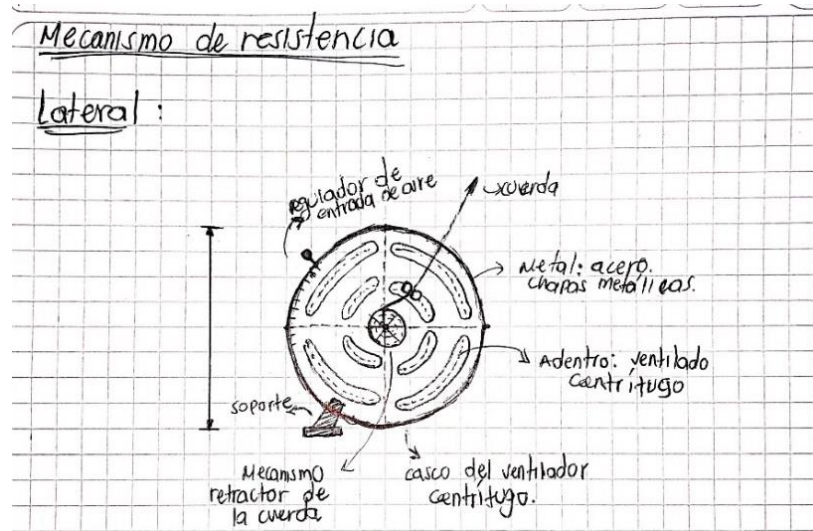 Mecanismo de resistencia
Lateral :
regulador de
entrada de aire
cuerda
Metal: acero.
chapas metálicas.
Adentro: ventilado
centrífugo
soporte
Mecanismo
retractor de
la cuerda
casco del ventilador
centrífugo.